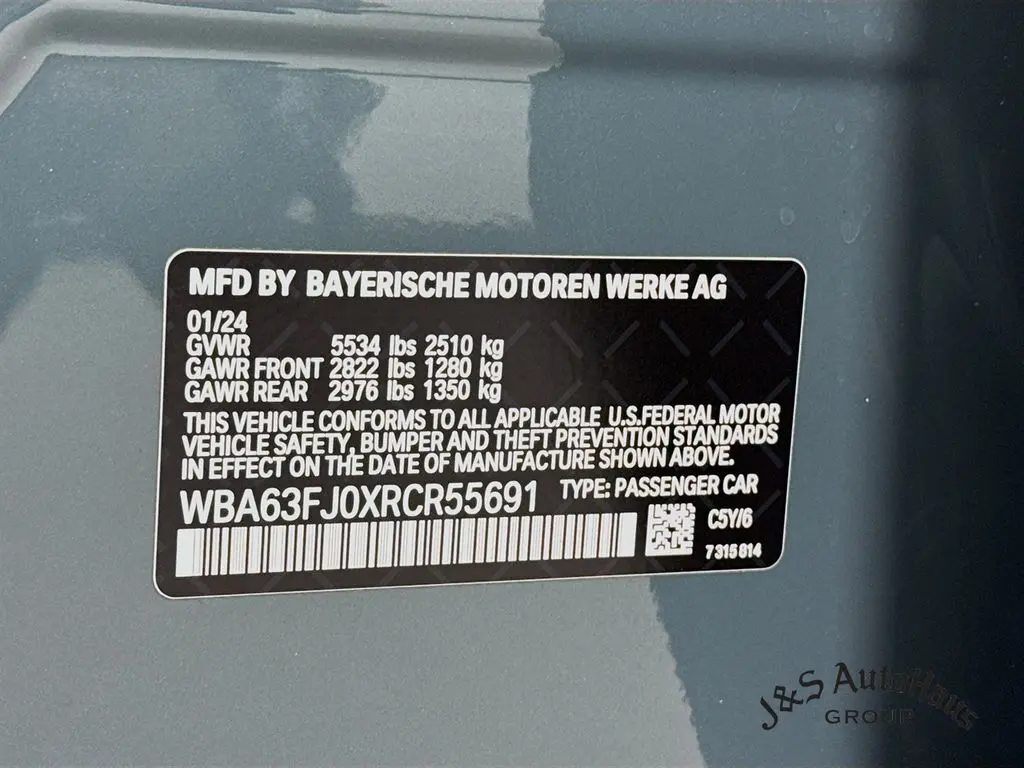 MFD BY BAYERISCHE MOTOREN WERKE AG
01/24
GVWR 5534 lbs 2510 kg
GAWR FRONT 2822 lbs 1280 kg
GAWR REAR 2976 lbs 1350 kg
THIS VEHICLE CONFORMS TO ALL APPLICABLE U.S.FEDERAL MOTOR
VEHICLE SAFETY, BUMPER AND THEFT PREVENTION STANDARDS
IN EFFECT ON THE DATE OF MANUFACTURE SHOWN ABOVE.
WBA63FJ0XRCR55691 TYPE: PASSENGER CAR
C5Y/6
7315814
J&S AutoHaus
GROUP